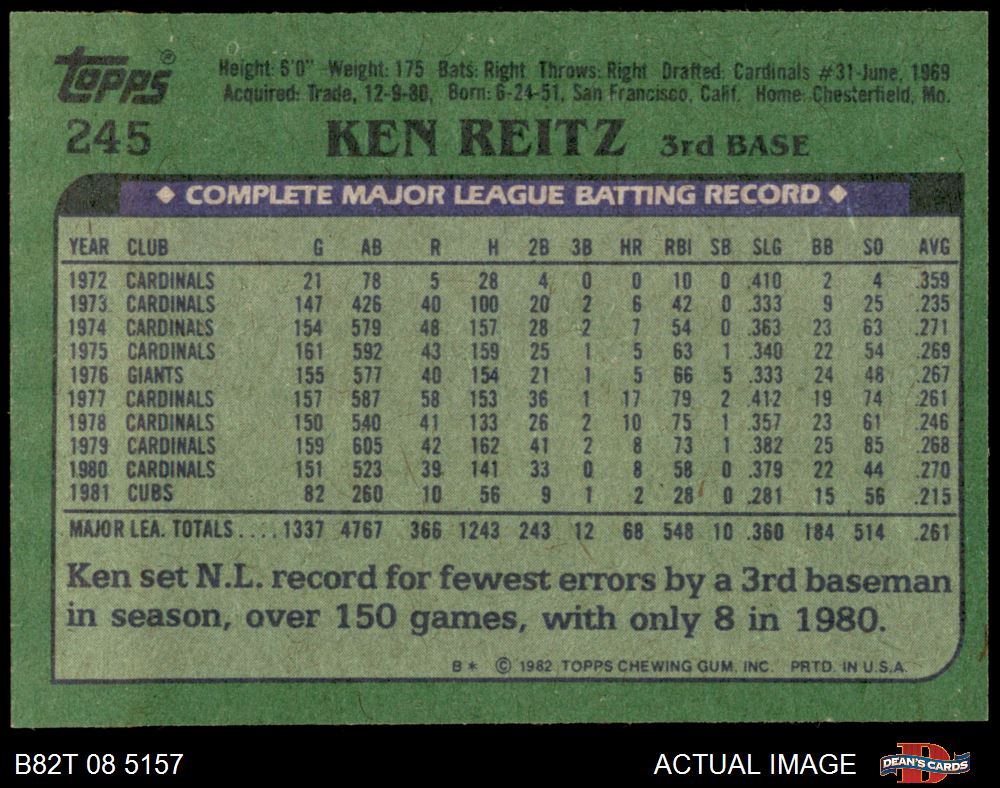 Topps®
Height: 6'0" Weight: 175 Bats: Right Throws: Right Drafted: Cardinals #31-June, 1969
Acquired: Trade, 12-9-80, Born: 6-24-51, San Francisco, Calif. Home: Chesterfield, Mo.
245 KEN REITZ 3rd BASE
◆ COMPLETE MAJOR LEAGUE BATTING RECORD ◆
YEAR CLUB G AB R H 2B 3B HR RBI SB SLG BB SO AVG
1972 CARDINALS 21 78 5 28 4 0 0 10 0 .410 2 4 .359
1973 CARDINALS 147 426 40 100 20 2 6 42 0 .333 9 25 .235
1974 CARDINALS 154 579 48 157 28 2 7 54 0 .363 23 63 .271
1975 CARDINALS 161 592 43 159 25 1 5 63 1 .340 22 54 .269
1976 GIANTS 155 577 40 154 21 1 5 66 5 .333 24 48 .267
1977 CARDINALS 157 587 58 153 36 1 17 79 2 .412 19 74 .261
1978 CARDINALS 150 540 41 133 26 2 10 75 1 .357 23 61 .246
1979 CARDINALS 159 605 42 162 41 2 8 73 1 .382 25 85 .268
1980 CARDINALS 151 523 39 141 33 0 8 58 0 .379 22 44 .270
1981 CUBS 82 260 10 56 9 1 2 28 0 .281 15 56 .215
MAJOR LEA. TOTALS .... 1337 4767 366 1243 243 12 68 548 10 .360 184 514 .261
Ken set N.L. record for fewest errors by a 3rd baseman
in season, over 150 games, with only 8 in 1980.
B* © 1982 TOPPS CHEWING GUM, INC. PRTD. IN U.S.A.
B82T 08 5157
ACTUAL IMAGE
DEAN'S CARDS